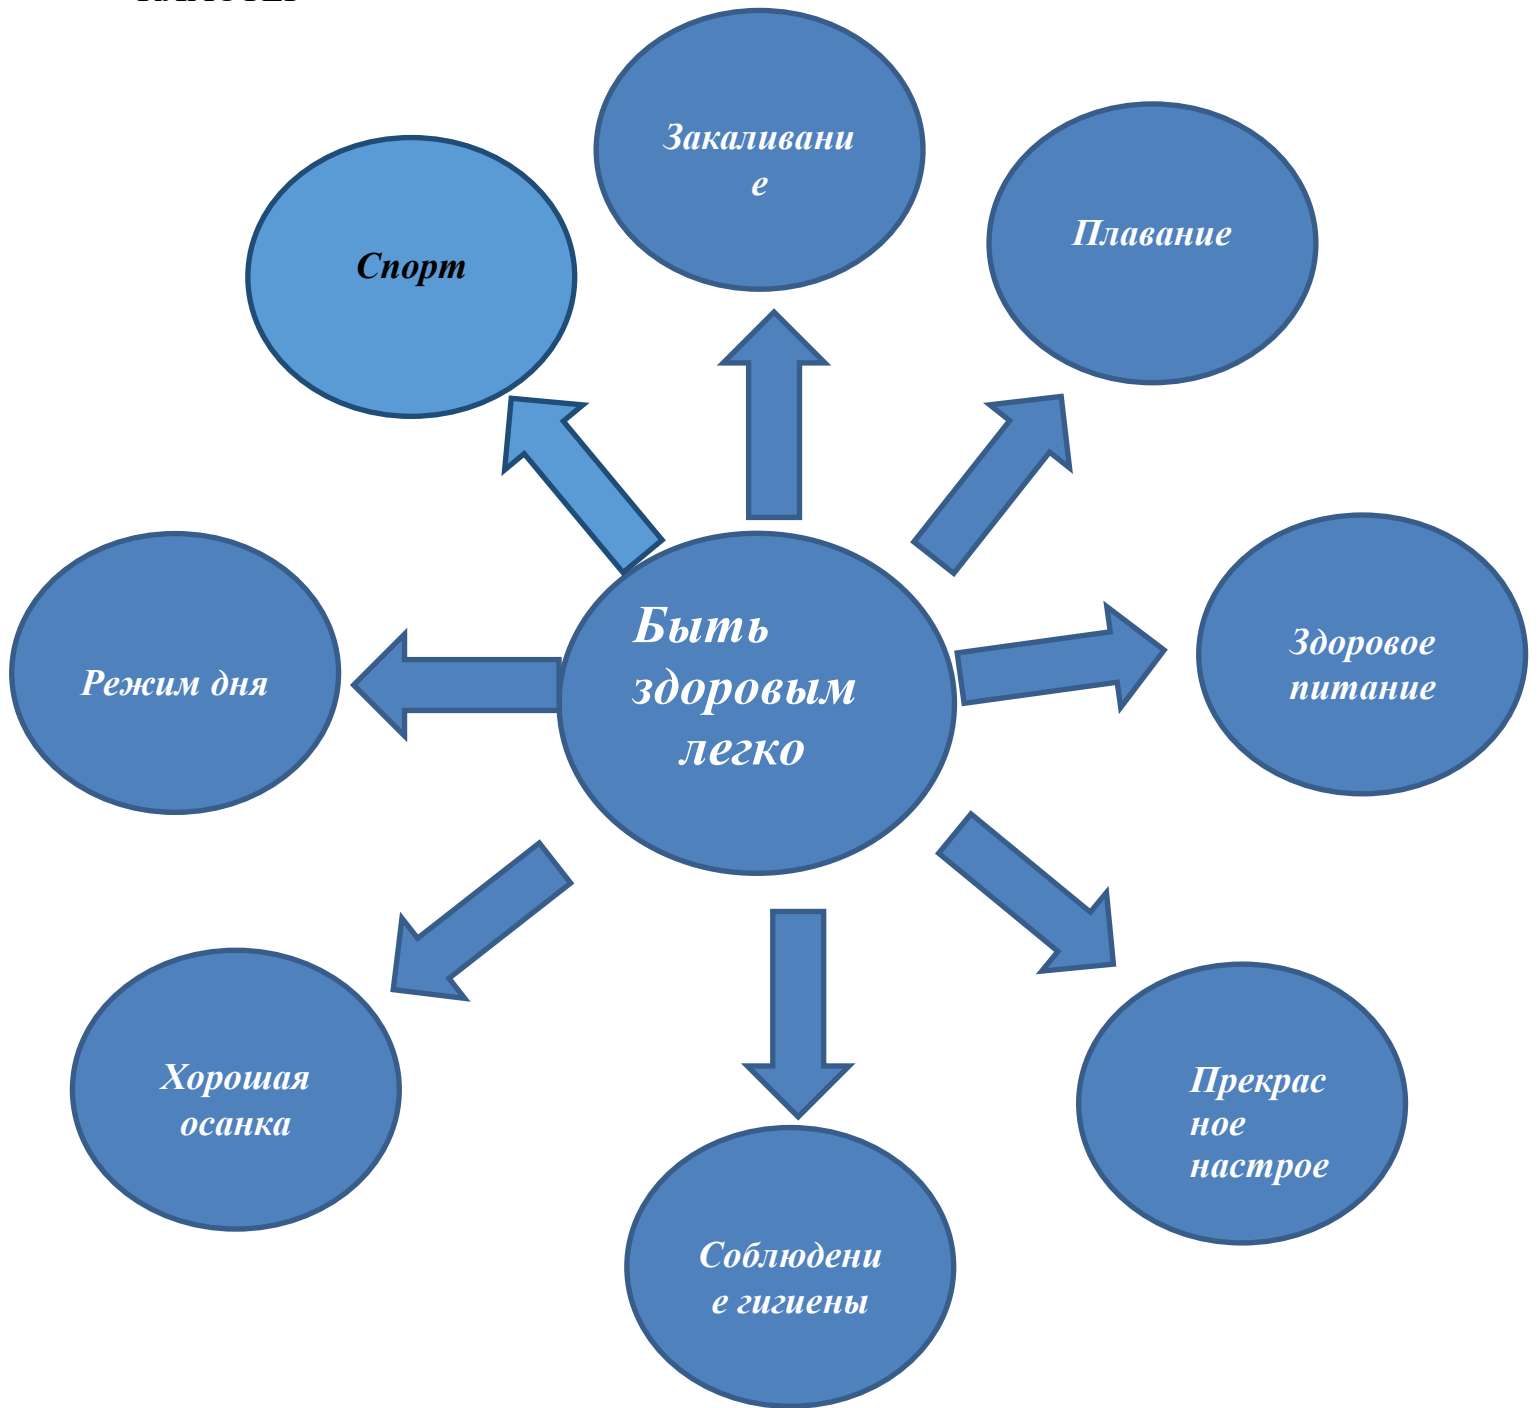 Закаливани
е
Плавание
Спорт
Быть
здоровым
легко
Здоровое
питание
Режим дня
Хорошая
осанка
Прекрас
ное
настрое
Соблюдени
е гигиены